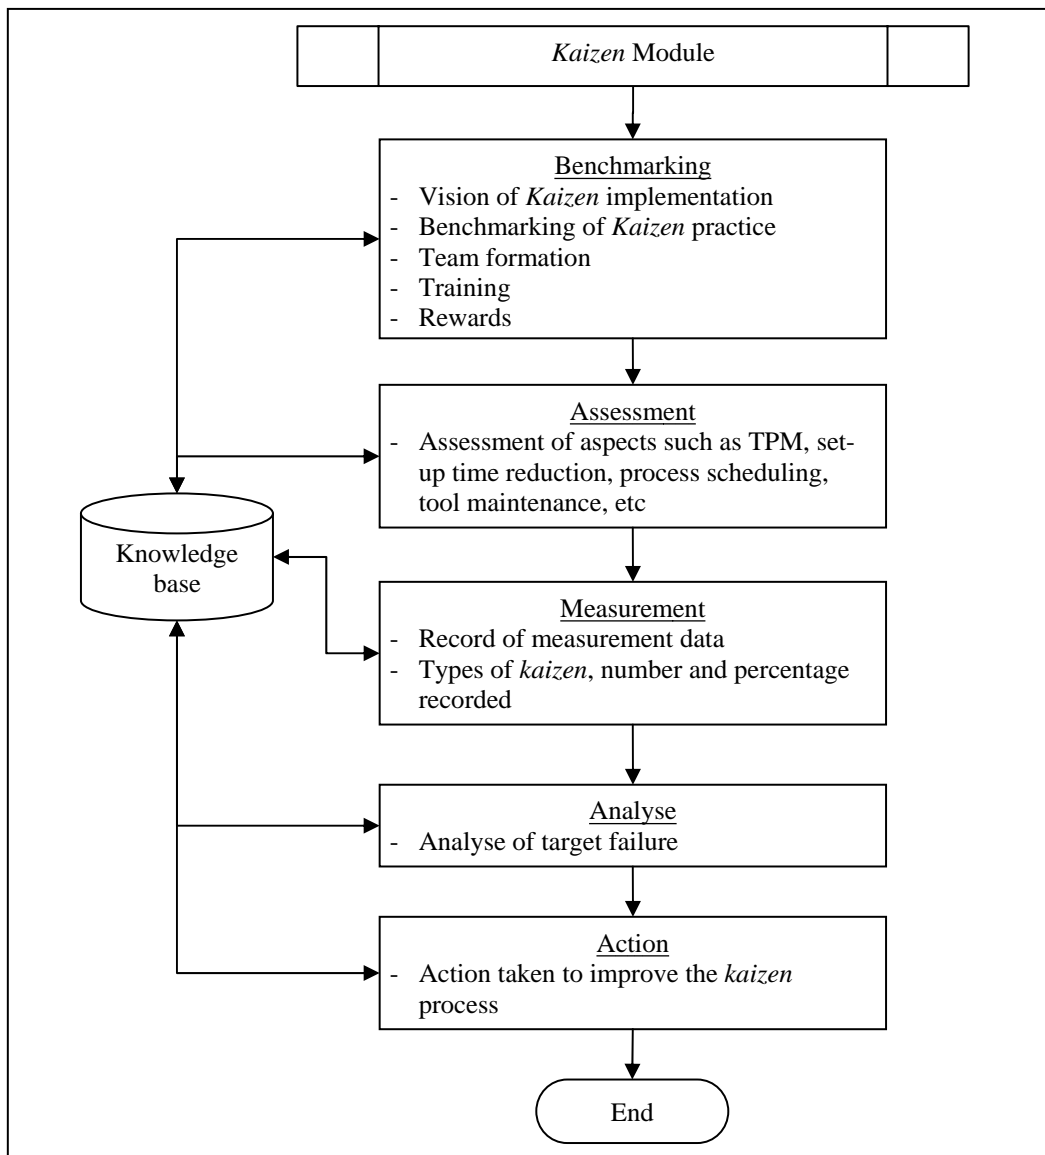 Kaizen Module
Benchmarking
- Vision of Kaizen implementation
- Benchmarking of Kaizen practice
- Team formation
- Training
- Rewards
Assessment
- Assessment of aspects such as TPM, set-
up time reduction, process scheduling,
tool maintenance, etc
Knowledge
base
Measurement
- Record of measurement data
- Types of kaizen, number and percentage
recorded
Analyse
- Analyse of target failure
Action
- Action taken to improve the kaizen
process
End